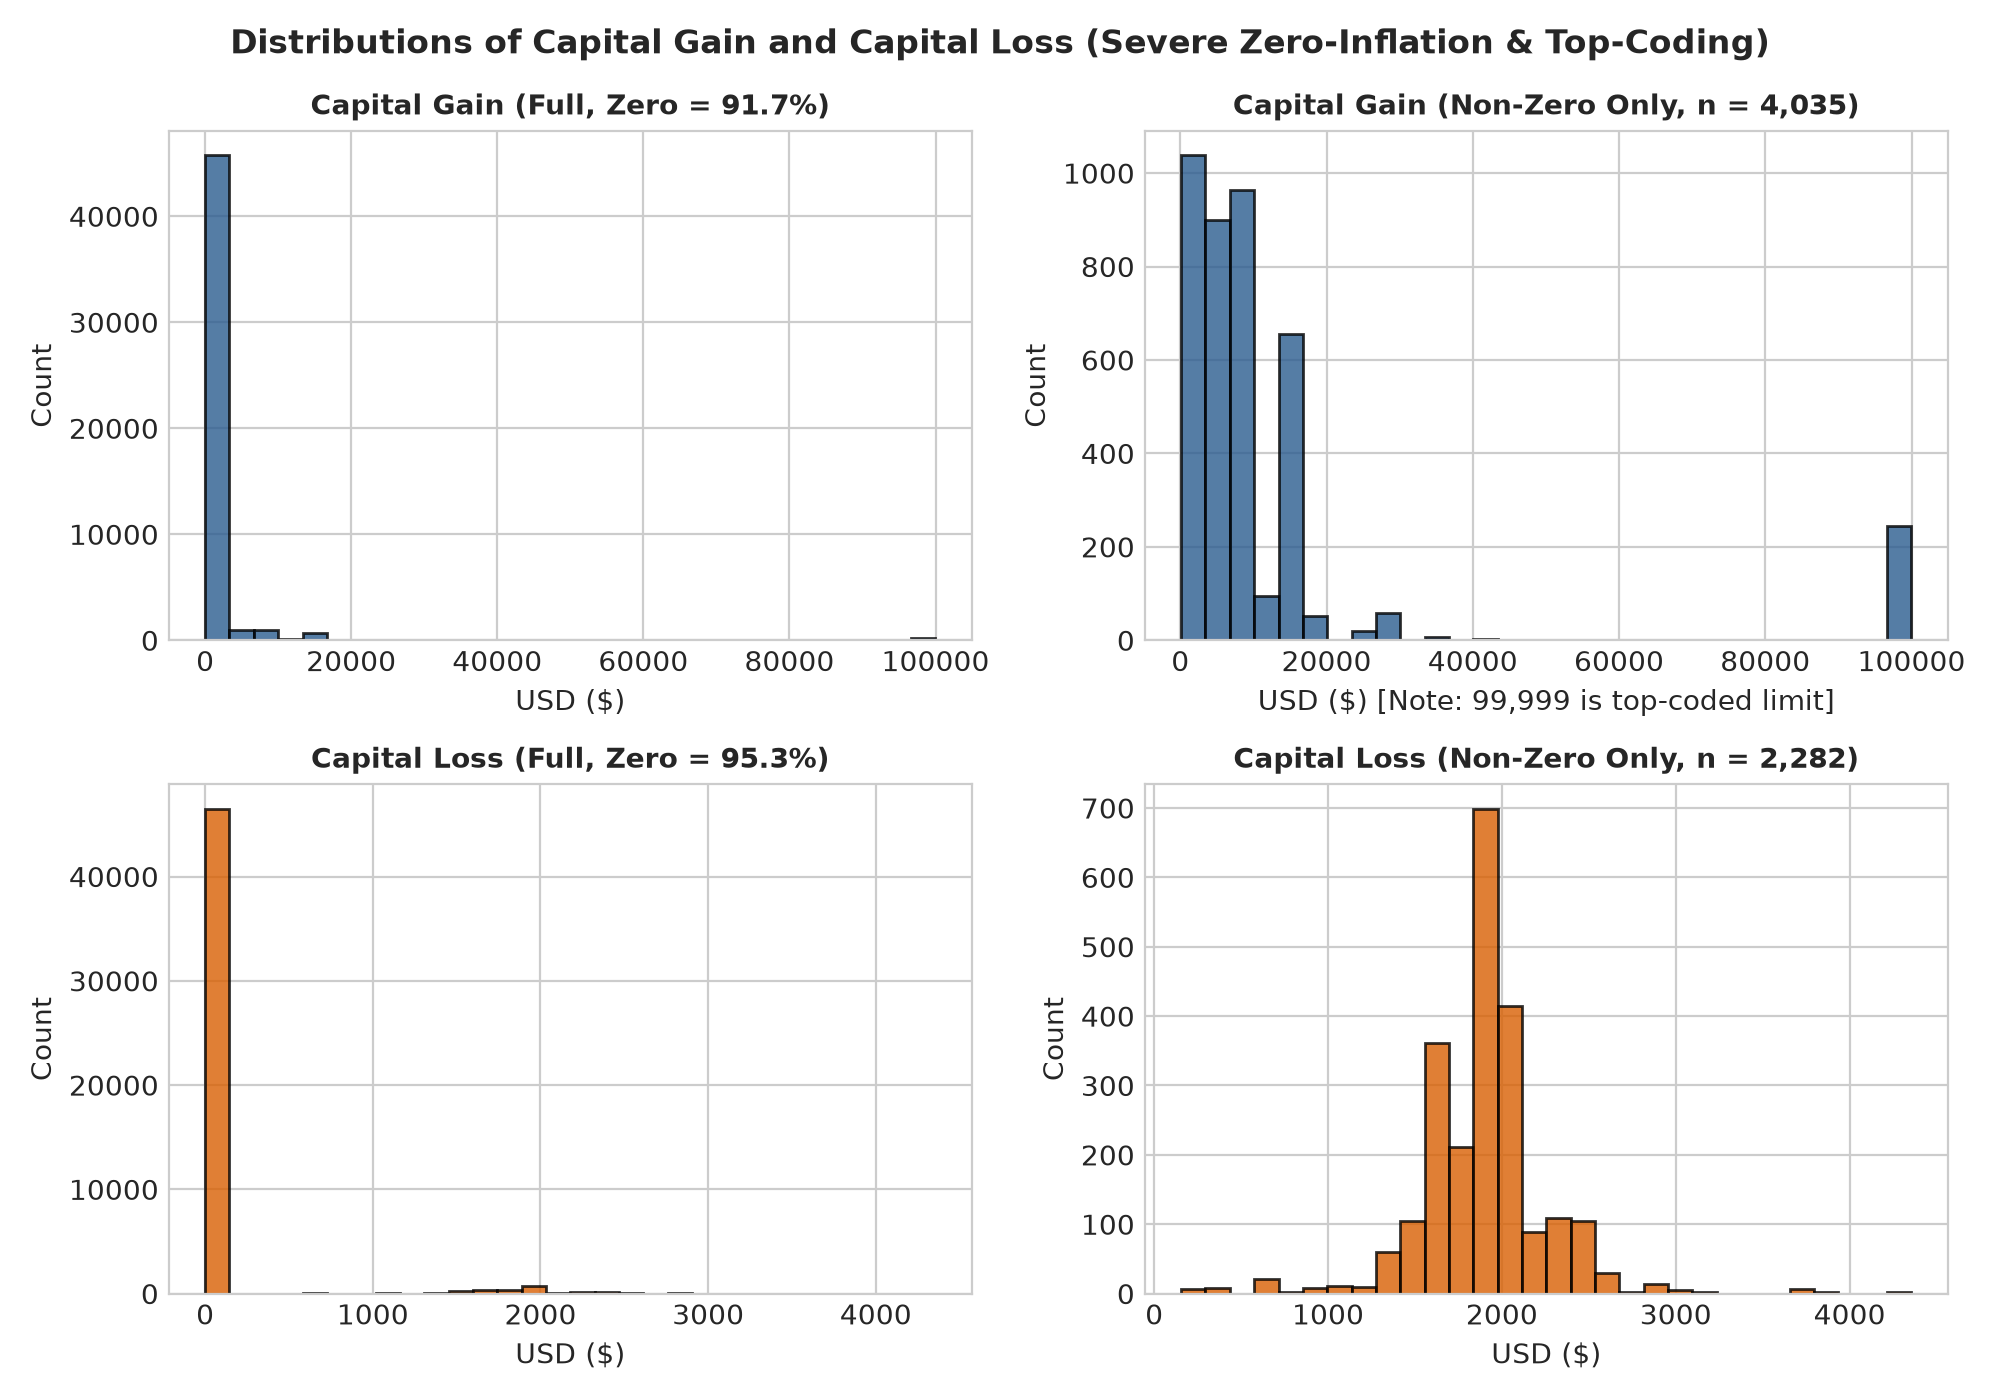 Distributions of Capital Gain and Capital Loss (Severe Zero-Inflation & Top-Coding)
Capital Gain (Full, Zero = 91.7%)
Count
40000
30000
20000
10000
0
0 20000 40000 60000 80000 100000
USD ($)
Capital Gain (Non-Zero Only, n = 4,035)
Count
1000
800
600
400
200
0
0 20000 40000 60000 80000 100000
USD ($) [Note: 99,999 is top-coded limit]
Capital Loss (Full, Zero = 95.3%)
Count
40000
30000
20000
10000
0
0 1000 2000 3000 4000
USD ($)
Capital Loss (Non-Zero Only, n = 2,282)
Count
700
600
500
400
300
200
100
0
0 1000 2000 3000 4000
USD ($)